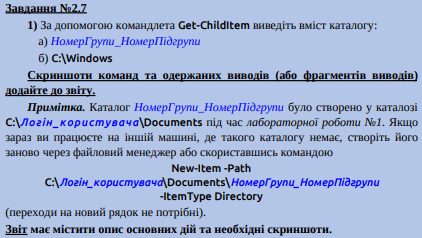 Завдання №2.7
1) За допомогою командлета Get-ChildItem виведіть вміст каталогу:
а) НомерГрупи_НомерПідгрупи
б) C:\Windows
Скриншоти команд та одержаних виводів (або фрагментів виводів)
додайте до звіту.
Примітка. Каталог НомерГрупи_НомерПідгрупи було створено у каталозі
C:\Логін_користувача\Documents під час лабораторної роботи №1. Якщо
зараз ви працюєте на іншій машині, де такого каталогу немає, створіть його
заново через файловий менеджер або скориставшись командою
New-Item -Path
C:\Логін_користувача\Documents\НомерГрупи_НомерПідгрупи
-ItemType Directory
(переходи на новий рядок не потрібні).
Звіт має містити опис основних дій та необхідні скриншоти.